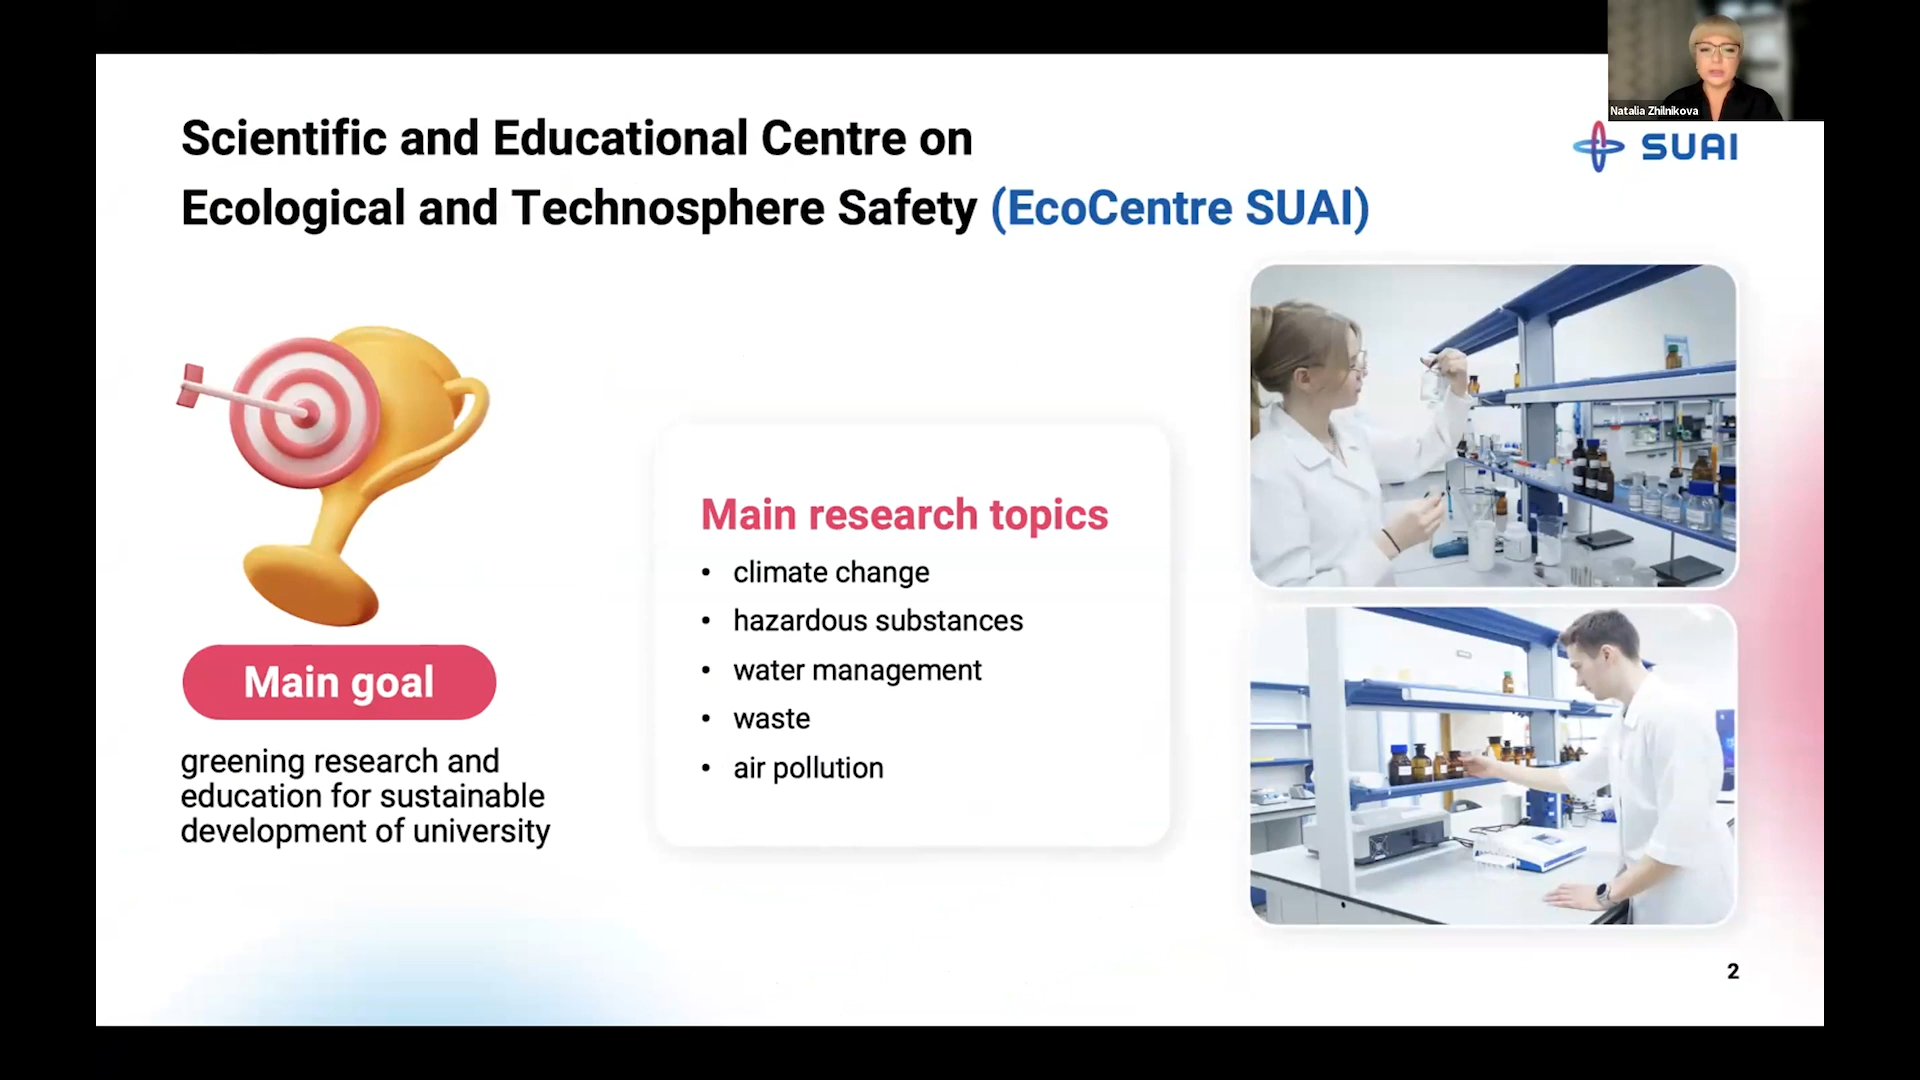 Natalia Zhilnikova
SUAI
Scientific and Educational Centre on
Ecological and Technosphere Safety (EcoCentre SUAI)
Main goal
greening research and
education for sustainable
development of university
Main research topics
• climate change
• hazardous substances
• water management
• waste
• air pollution
2